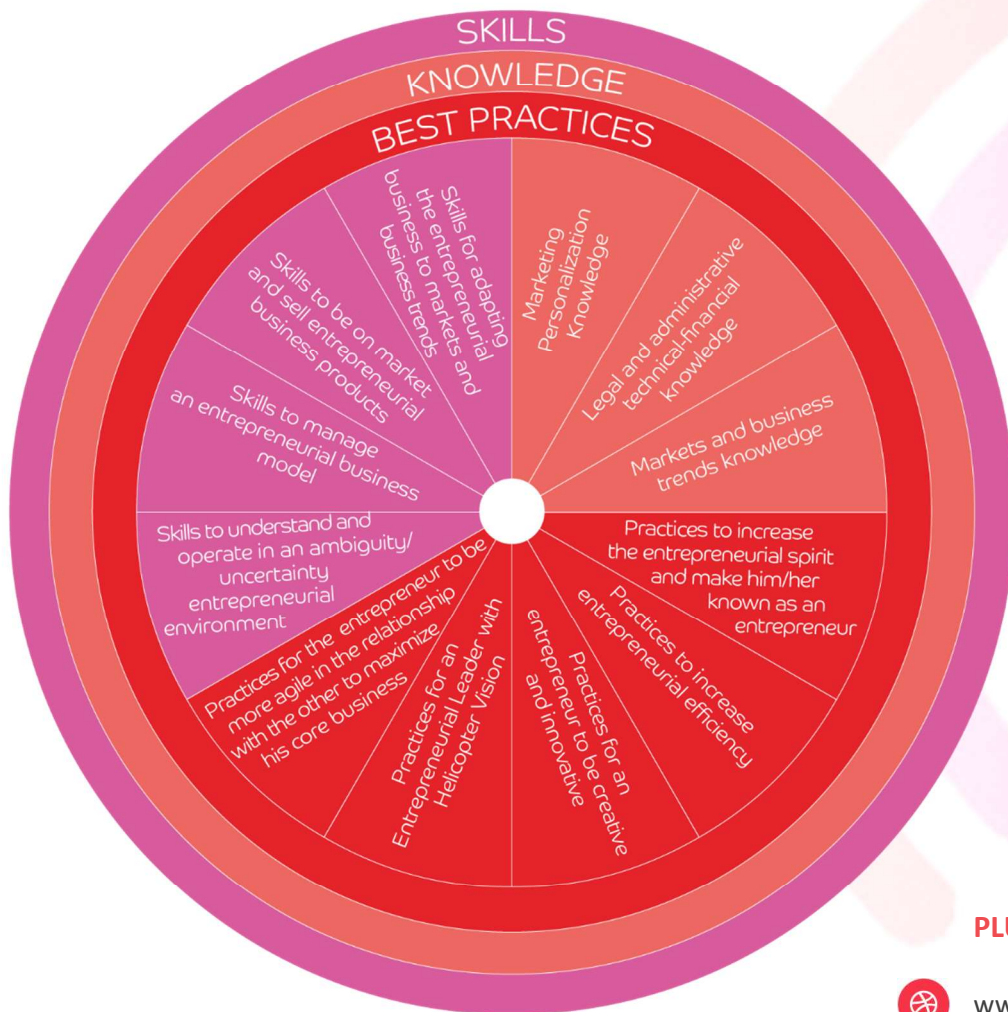 SKILLS
KNOWLEDGE
BEST PRACTICES
Marketing
Personalization
Knowledge
Legal and administrative
technical-financial
knowledge
Markets and business
trends knowledge
Practices to increase
the entrepreneurial spirit
and make him/her
known as an
entrepreneur
Practices to increase
entrepreneurial efficiency
Practices for an
entrepreneur to be creative
and innovative
Practices for an
Entrepreneurial Leader with
Helicopter Vision
Practices for the entrepreneur to be
more agile in the relationship
with the other to maximize
his core business
Skills to understand and
operate in an ambiguity/
uncertainty
entrepreneurial
environment
Skills to manage
an entrepreneurial business
model
Skills to be on market
and sell entrepreneurial
business products
Skills for adapting
the entrepreneurial
business to markets and
business trends